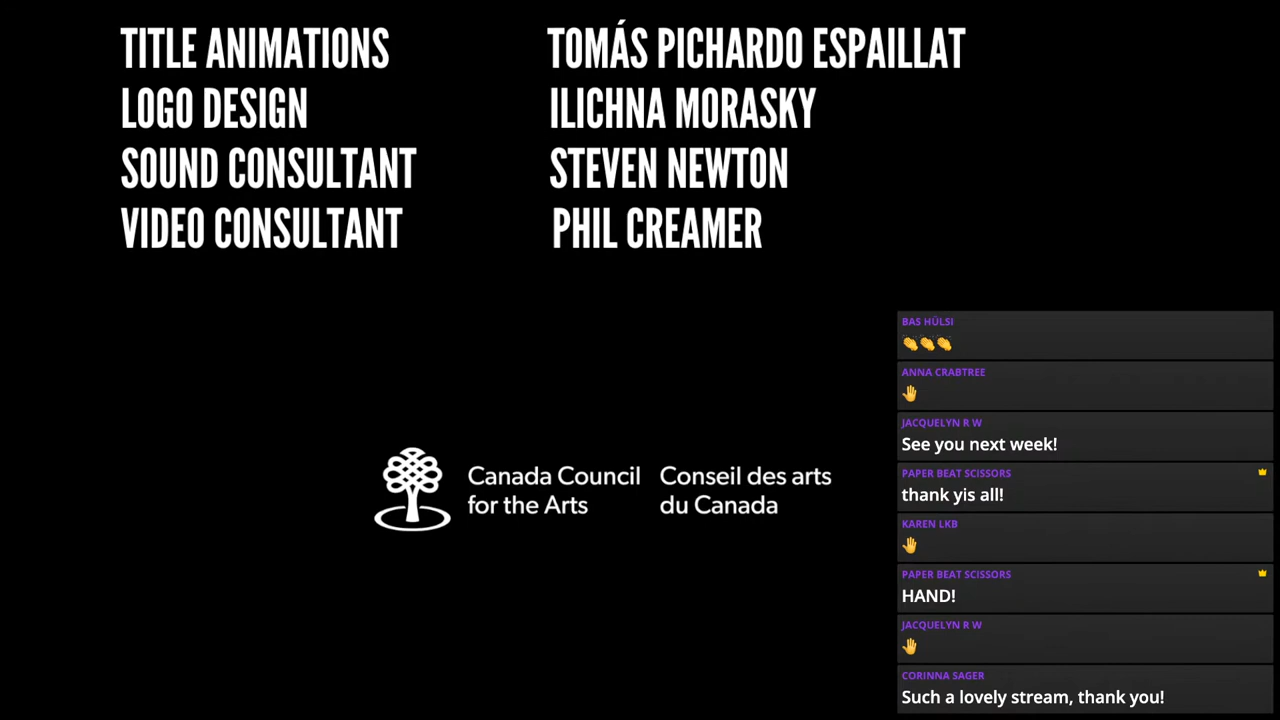 TITLE ANIMATIONS TOMÁS PICHARDO ESPAILLAT
LOGO DESIGN ILICHNA MORASKY
SOUND CONSULTANT STEVEN NEWTON
VIDEO CONSULTANT PHIL CREAMER
Canada Council Conseil des arts
for the Arts du Canada
BAS HÜLSI
👏👏👏
ANNA CRABTREE
🤚
JACQUELYN R W
See you next week!
PAPER BEAT SCISSORS
thank yis all!
KAREN LKB
🤚
PAPER BEAT SCISSORS
HAND!
JACQUELYN R W
🤚
CORINNA SAGER
Such a lovely stream, thank you!